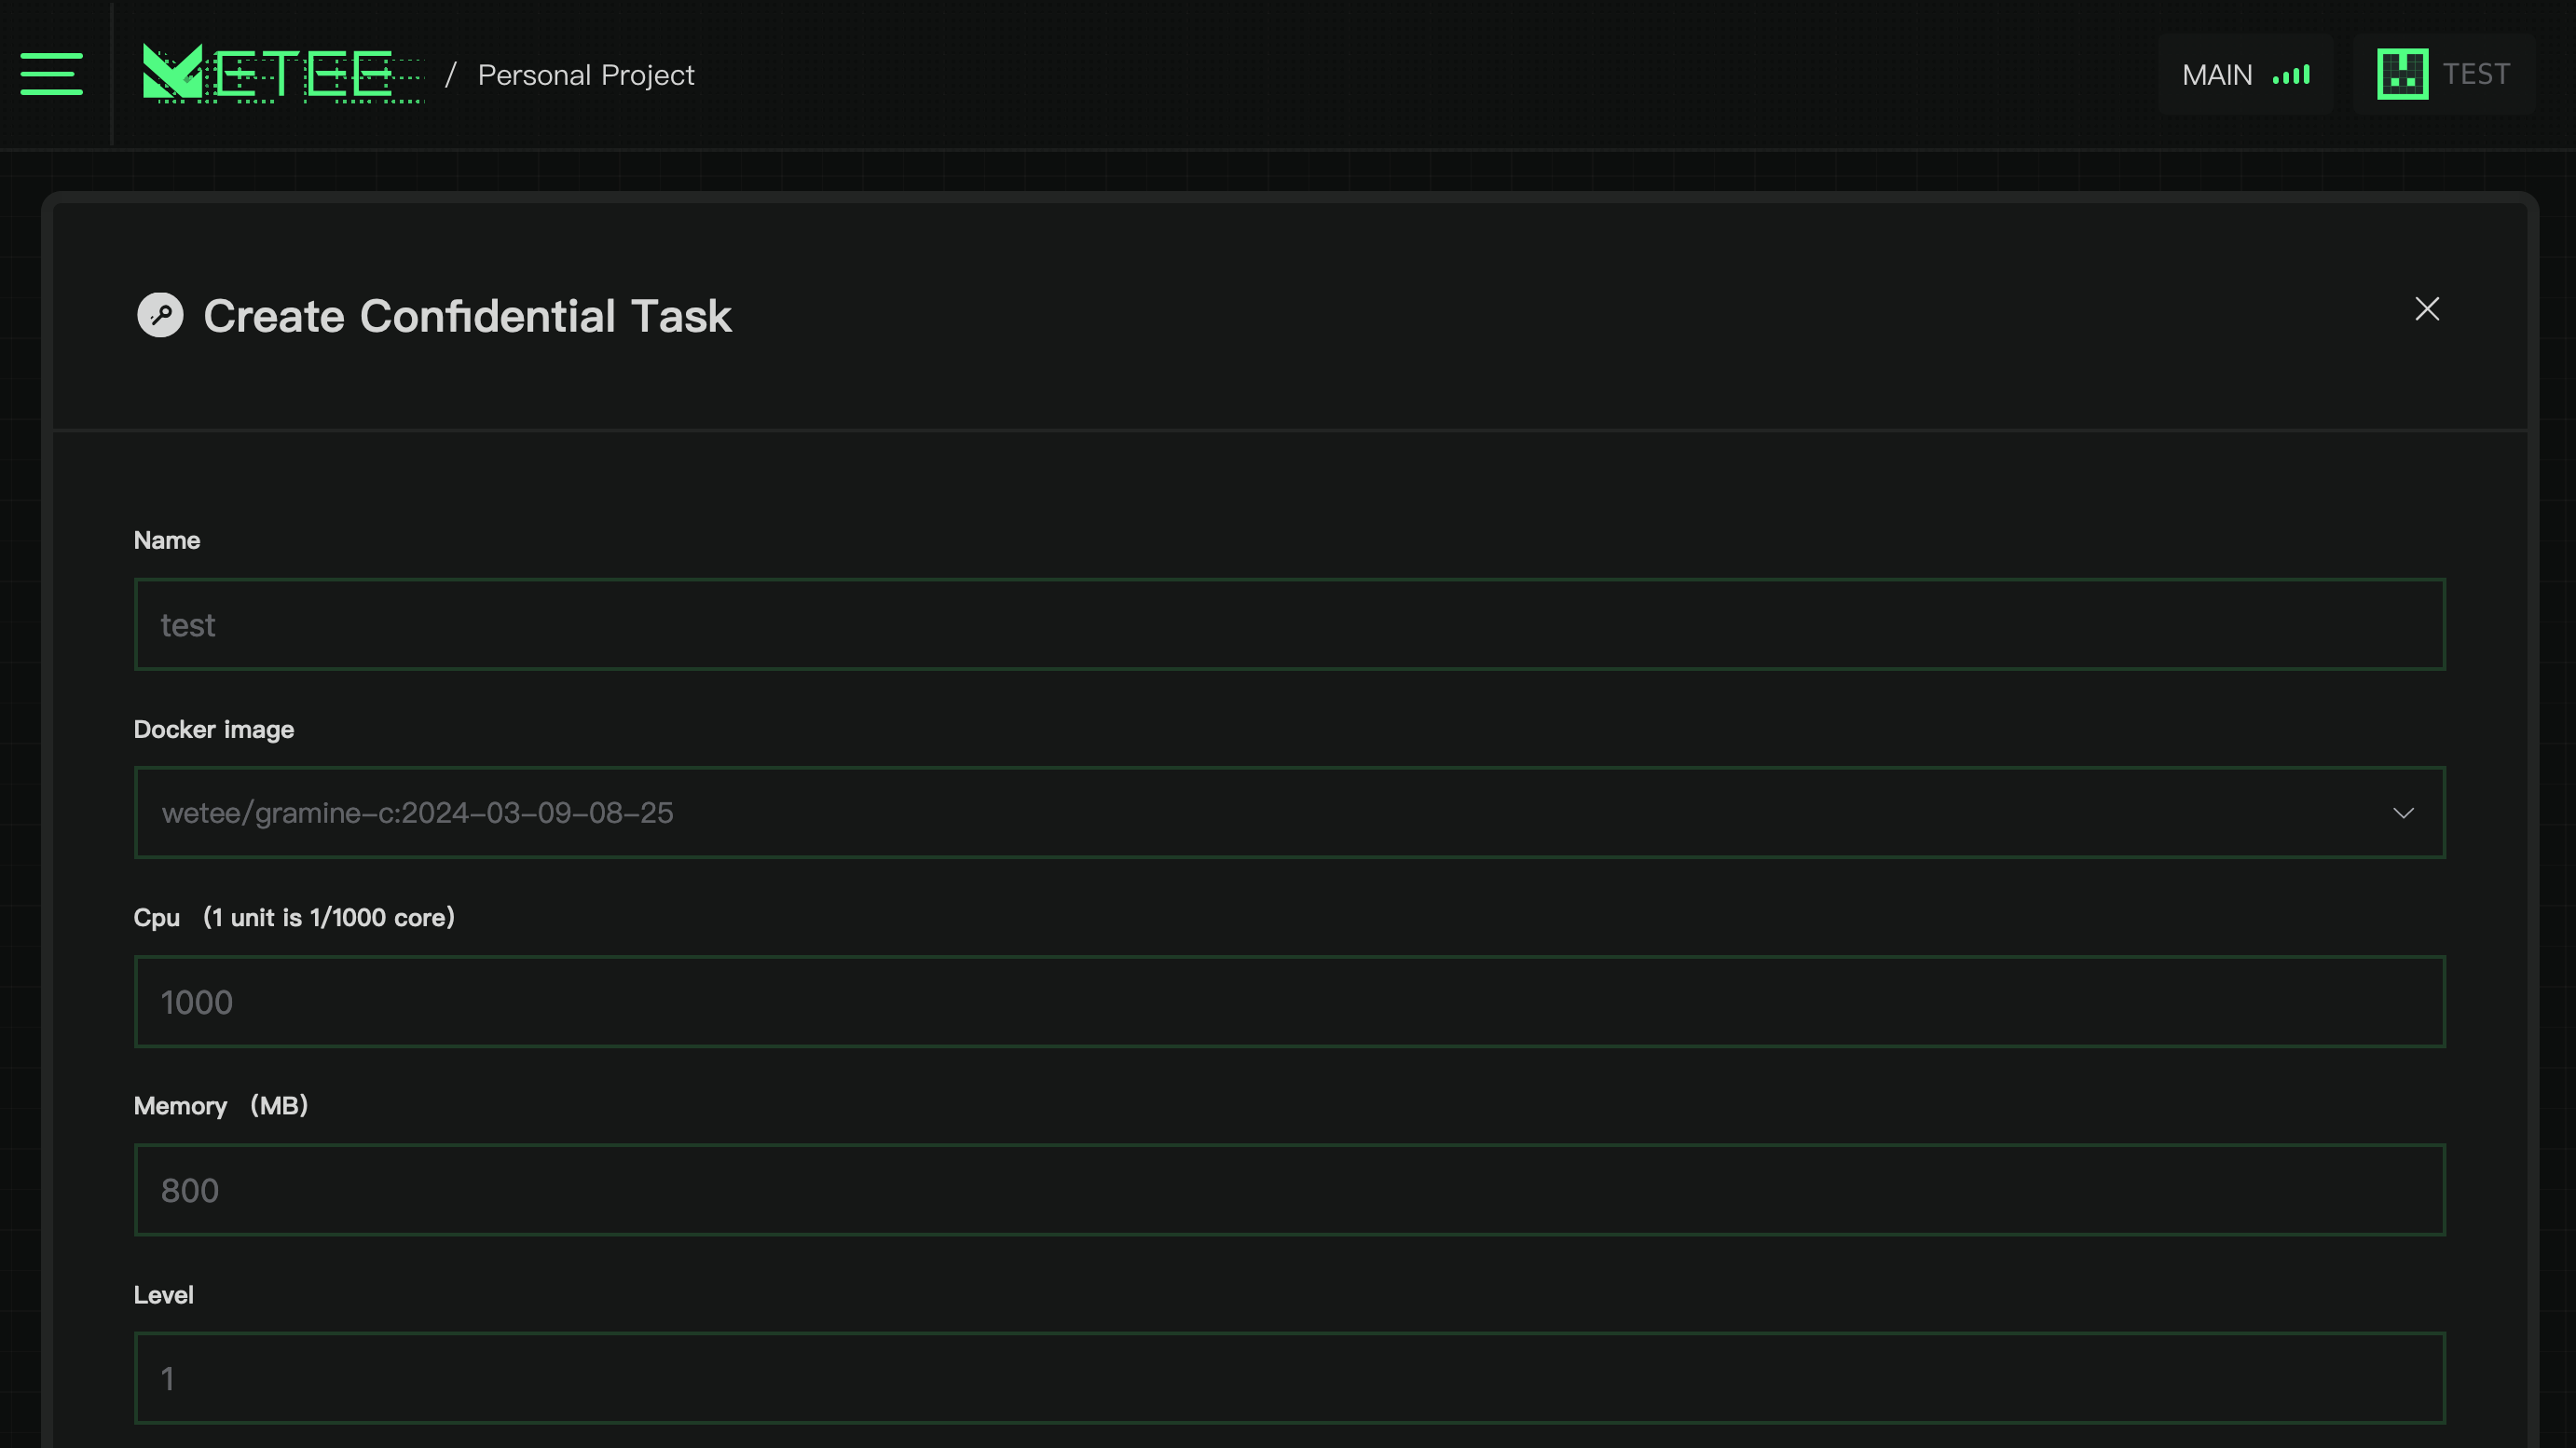 WETEE / Personal Project
MAIN
TEST
Create Confidential Task
Name
test
Docker image
wetee/gramine-c:2024-03-09-08-25
Cpu (1 unit is 1/1000 core)
1000
Memory (MB)
800
Level
1